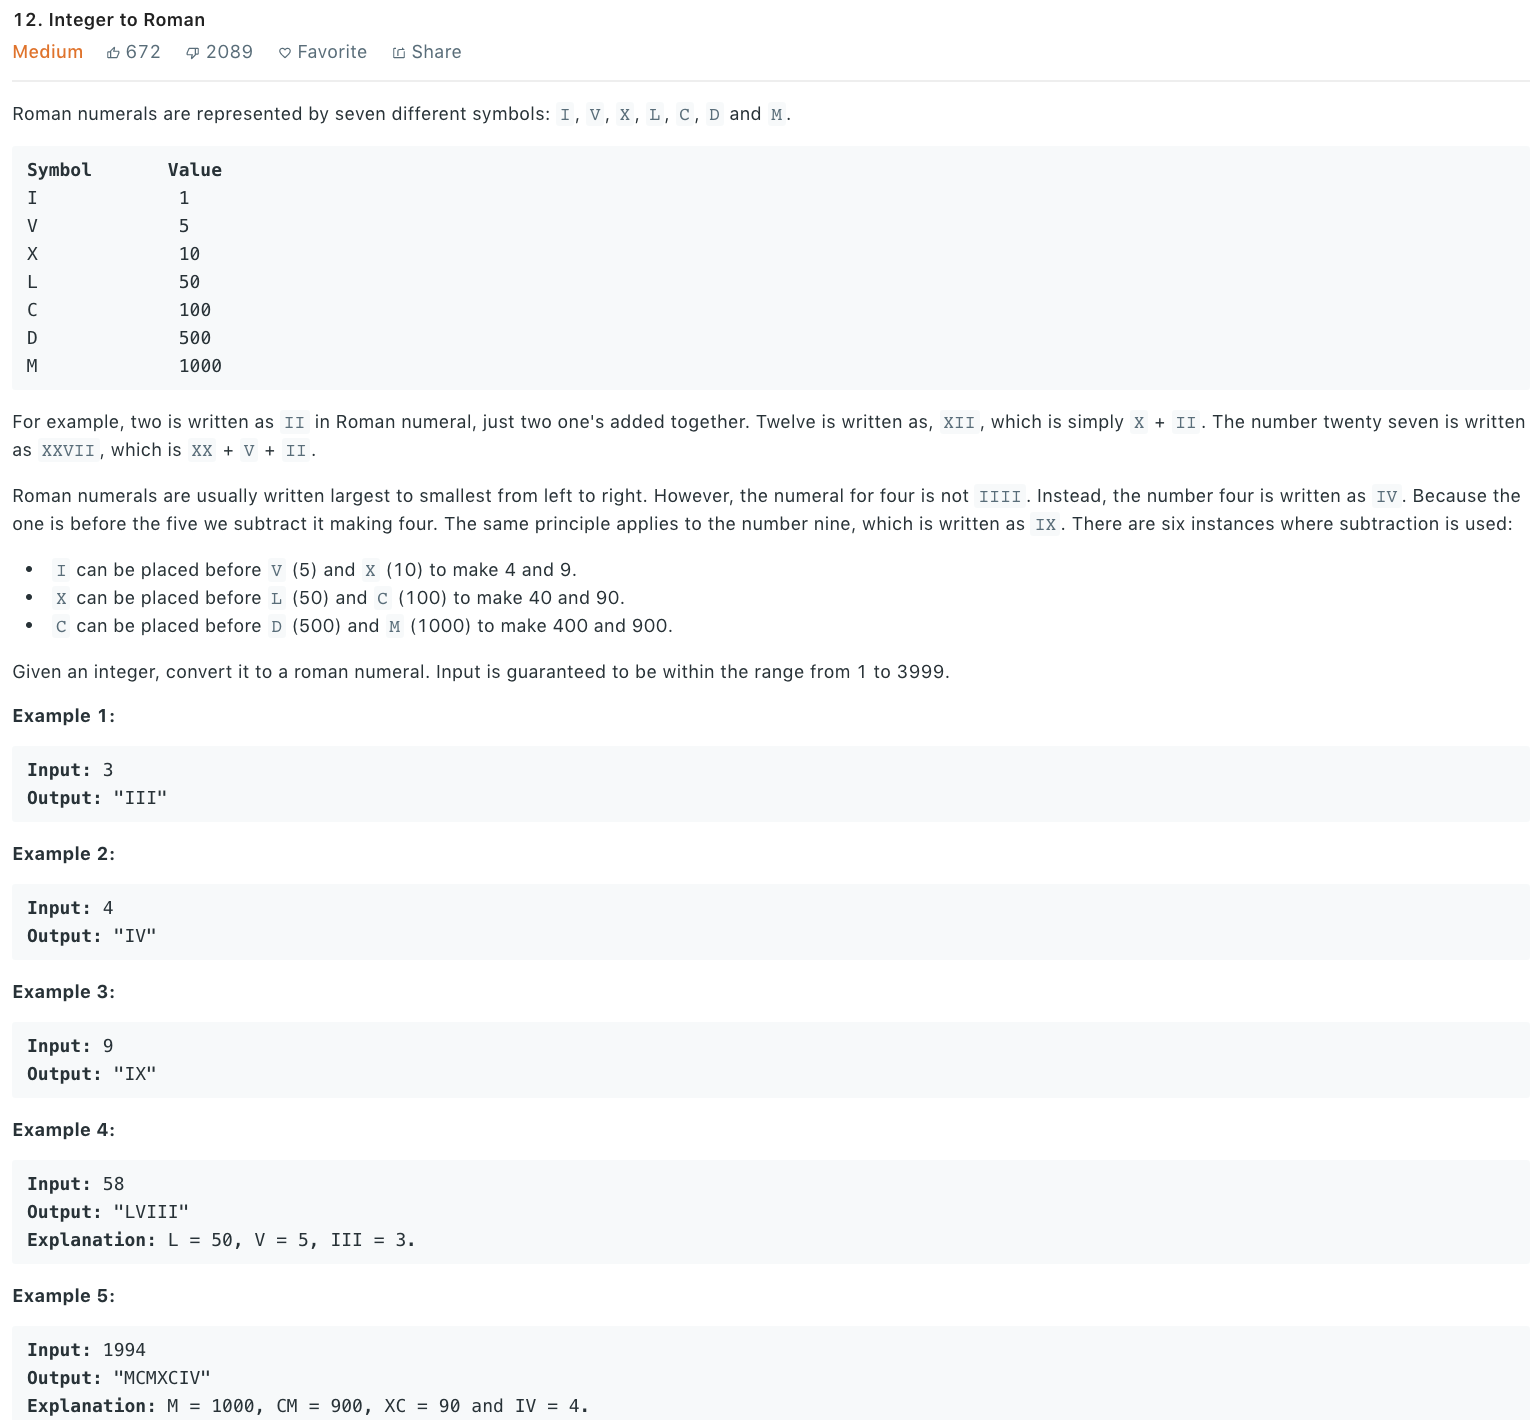 12. Integer to Roman
Medium 672 2089 Favorite Share
Roman numerals are represented by seven different symbols: I, V, X, L, C, D and M.
Symbol Value
I 1
V 5
X 10
L 50
C 100
D 500
M 1000
For example, two is written as II in Roman numeral, just two one's added together. Twelve is written as, XII, which is simply X + II. The number twenty seven is written
as XXVII, which is XX + V + II.
Roman numerals are usually written largest to smallest from left to right. However, the numeral for four is not IIII. Instead, the number four is written as IV. Because the
one is before the five we subtract it making four. The same principle applies to the number nine, which is written as IX. There are six instances where subtraction is used:
• I can be placed before V (5) and X (10) to make 4 and 9.
• X can be placed before L (50) and C (100) to make 40 and 90.
• C can be placed before D (500) and M (1000) to make 400 and 900.
Given an integer, convert it to a roman numeral. Input is guaranteed to be within the range from 1 to 3999.
Example 1:
Input: 3
Output: "III"
Example 2:
Input: 4
Output: "IV"
Example 3:
Input: 9
Output: "IX"
Example 4:
Input: 58
Output: "LVIII"
Explanation: L = 50, V = 5, III = 3.
Example 5:
Input: 1994
Output: "MCMXCIV"
Explanation: M = 1000, CM = 900, XC = 90 and IV = 4.